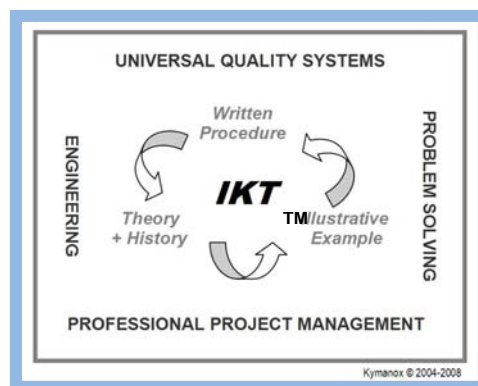 UNIVERSAL QUALITY SYSTEMS
Written
Procedure
ENGINEERING
PROBLEM SOLVING
IKT
TM
Theory
+ History
llustrative
Example
PROFESSIONAL PROJECT MANAGEMENT
Kymanox © 2004-2008